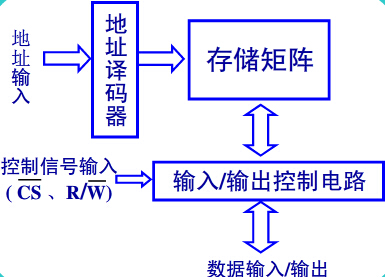 地址输入
地址译码器
存储矩阵
控制信号输入
( C̅S̅ 、R/W̅)
输入/输出控制电路
数据输入/输出